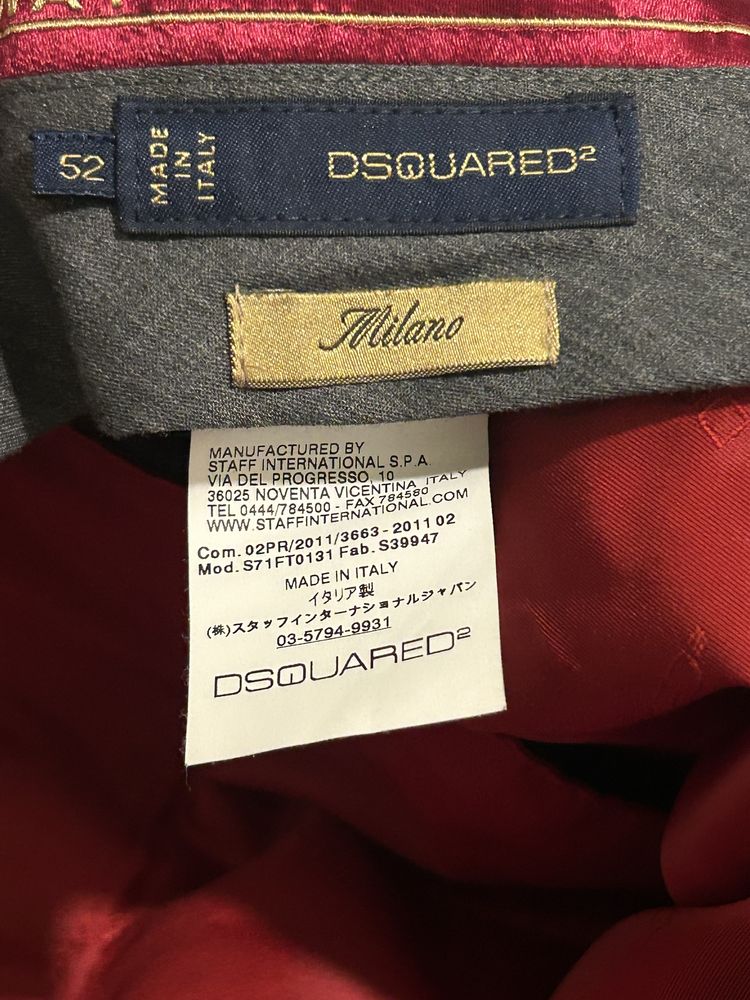 52
MADE
IN
ITALY
DSQUARED2
Milano
MANUFACTURED BY
STAFF INTERNATIONAL S.P.A.
VIA DEL PROGRESSO, 10
36025 NOVENTA VICENTINA ITALY
TEL 0444/784500 - FAX 784580
WWW.STAFFINTERNATIONAL.COM
Com. 02PR/2011/3663 - 2011 02
Mod. S71FT0131 Fab. S39947
MADE IN ITALY
イタリア製
(株)スタッフインターナショナルジャパン
03-5794-9931
DSQUARED2